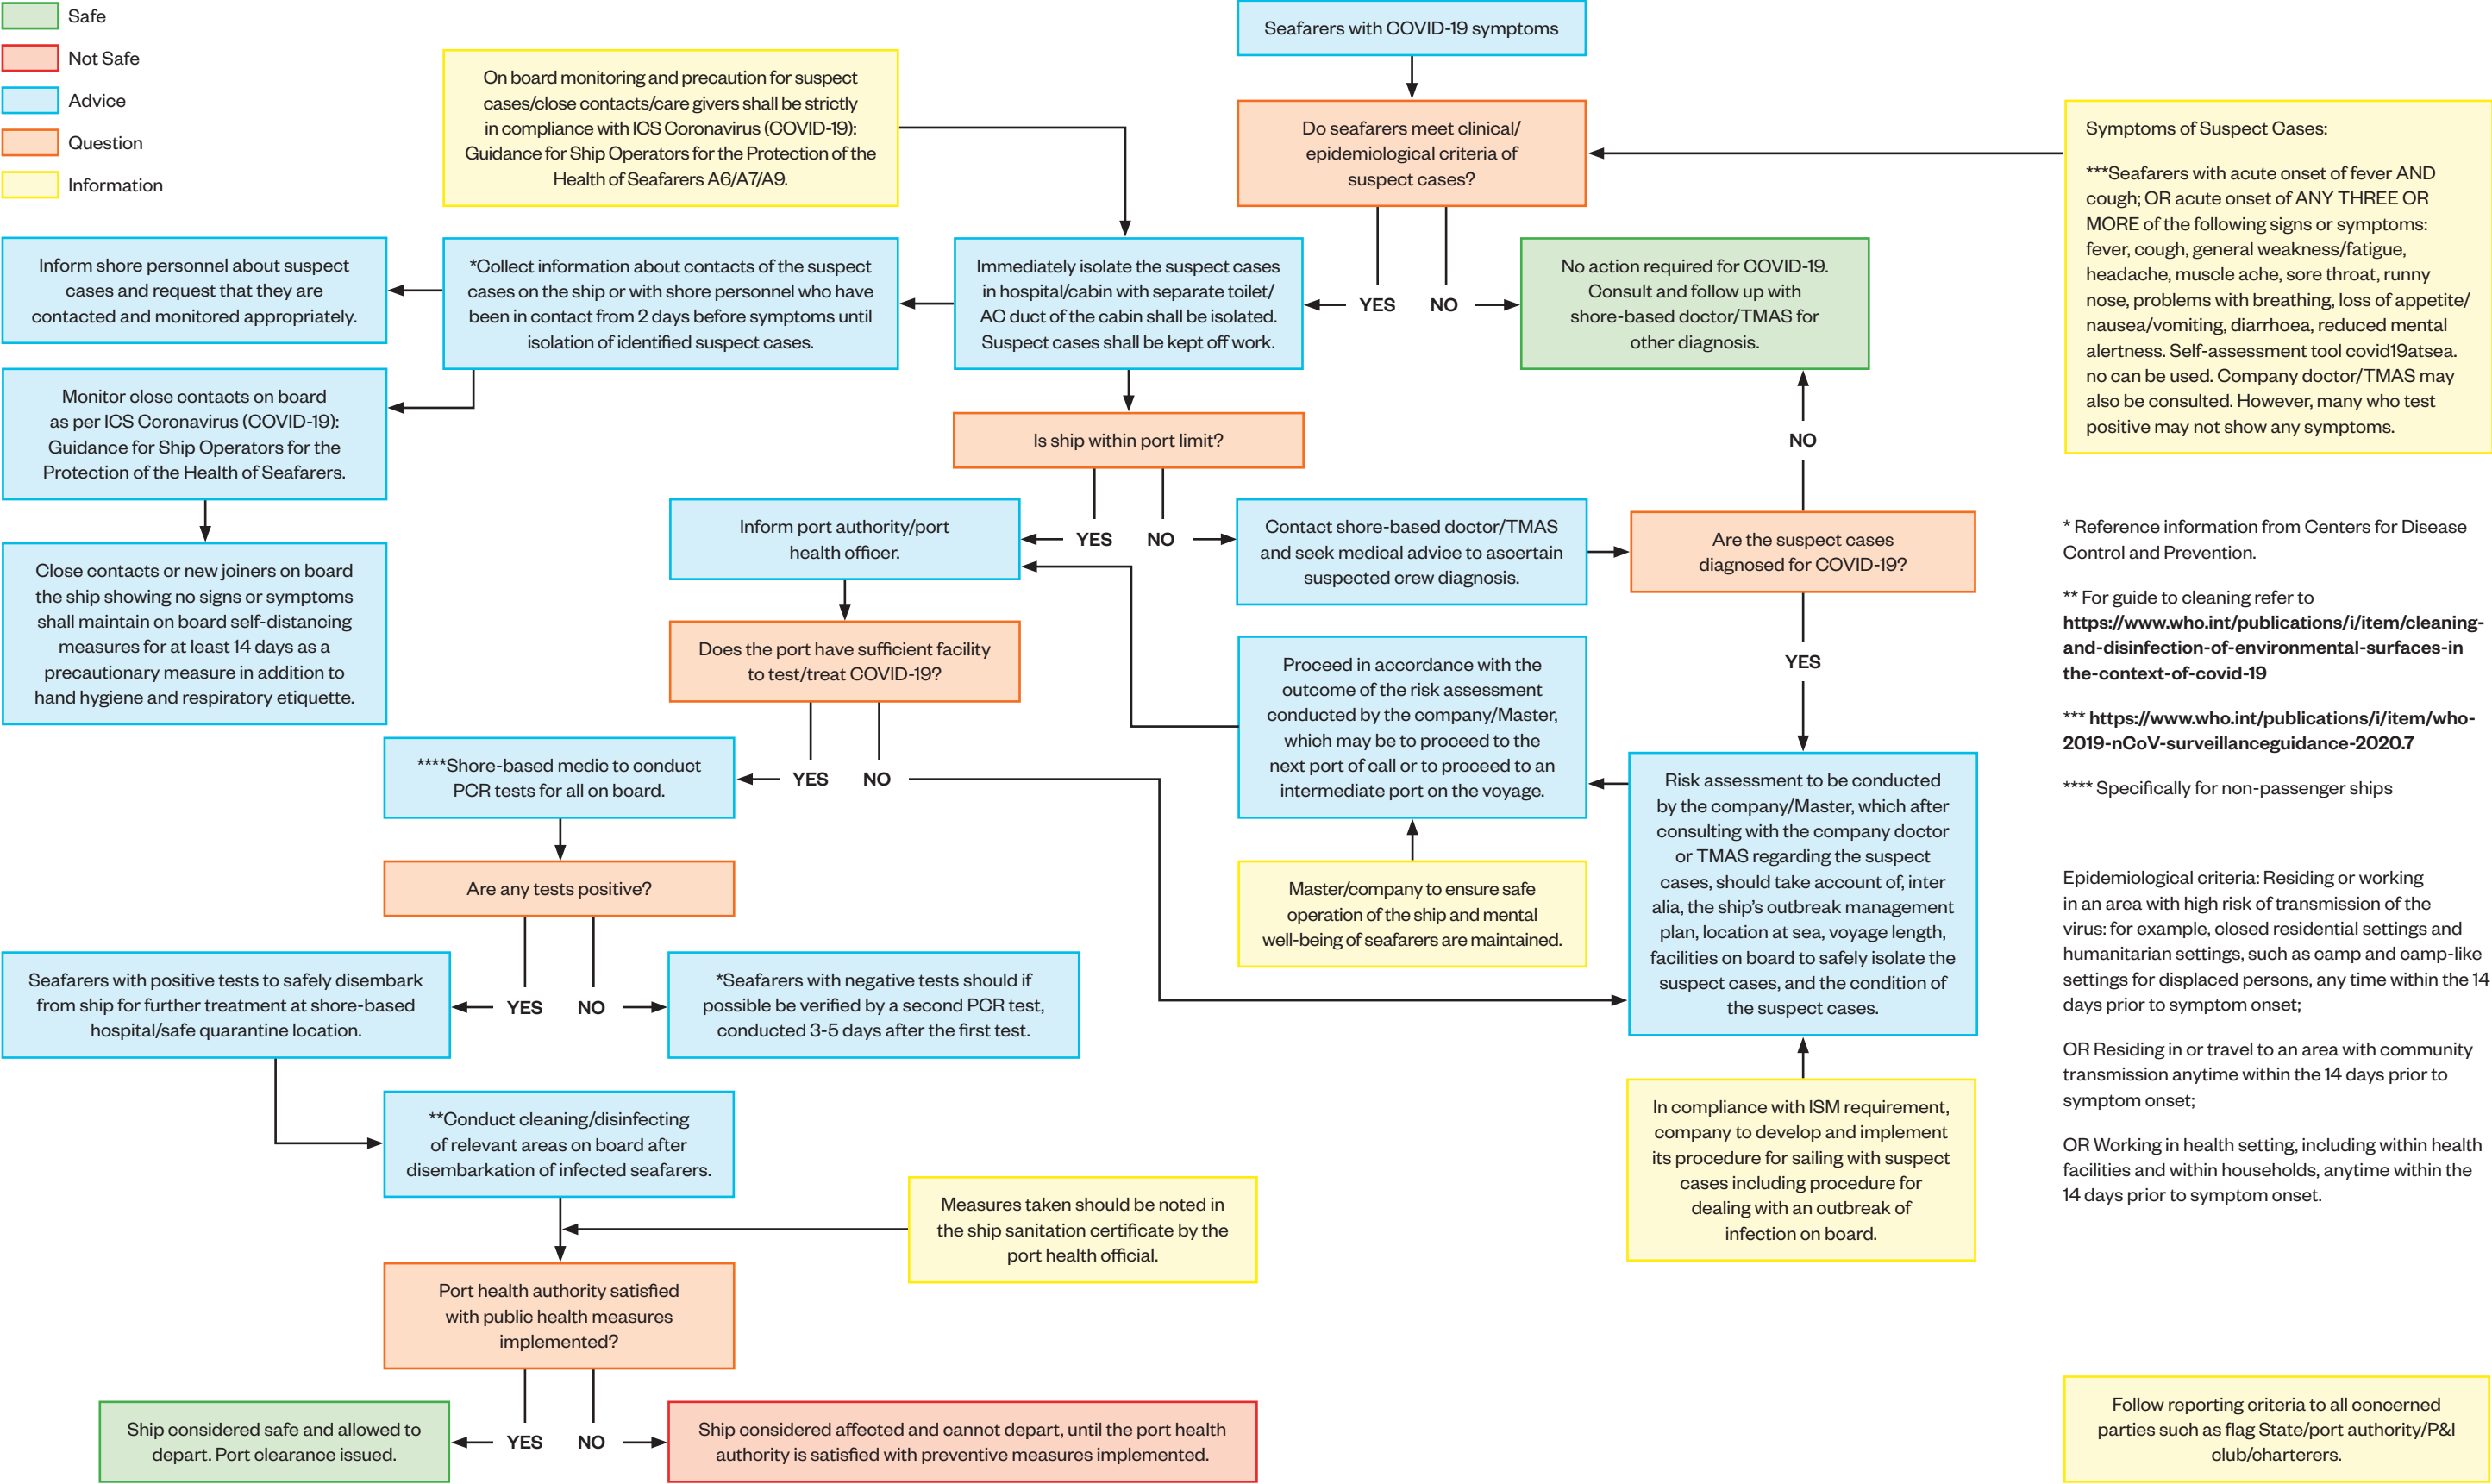 Safe
Not Safe
Advice
Question
Information
Seafarers with COVID-19 symptoms
On board monitoring and precaution for suspect
cases/close contacts/care givers shall be strictly
in compliance with ICS Coronavirus (COVID-19):
Guidance for Ship Operators for the Protection of the
Health of Seafarers A6/A7/A9.
Do seafarers meet clinical/
epidemiological criteria of
suspect cases?
Symptoms of Suspect Cases:
***Seafarers with acute onset of fever AND
cough; OR acute onset of ANY THREE OR
MORE of the following signs or symptoms:
fever, cough, general weakness/fatigue,
headache, muscle ache, sore throat, runny
nose, problems with breathing, loss of appetite/
nausea/vomiting, diarrhoea, reduced mental
alertness. Self-assessment tool covid19atsea.
no can be used. Company doctor/TMAS may
also be consulted. However, many who test
positive may not show any symptoms.
Inform shore personnel about suspect
cases and request that they are
contacted and monitored appropriately.
*Collect information about contacts of the suspect
cases on the ship or with shore personnel who have
been in contact from 2 days before symptoms until
isolation of identified suspect cases.
Immediately isolate the suspect cases
in hospital/cabin with separate toilet/
AC duct of the cabin shall be isolated.
Suspect cases shall be kept off work.
YES
NO
No action required for COVID-19.
Consult and follow up with
shore-based doctor/TMAS for
other diagnosis.
Monitor close contacts on board
as per ICS Coronavirus (COVID-19):
Guidance for Ship Operators for the
Protection of the Health of Seafarers.
Is ship within port limit?
NO
Close contacts or new joiners on board
the ship showing no signs or symptoms
shall maintain on board self-distancing
measures for at least 14 days as a
precautionary measure in addition to
hand hygiene and respiratory etiquette.
Inform port authority/port
health officer.
YES
NO
Contact shore-based doctor/TMAS
and seek medical advice to ascertain
suspected crew diagnosis.
Are the suspect cases
diagnosed for COVID-19?
* Reference information from Centers for Disease
Control and Prevention.
** For guide to cleaning refer to
https://www.who.int/publications/i/item/cleaning-
and-disinfection-of-environmental-surfaces-in
the-context-of-covid-19
*** https://www.who.int/publications/i/item/who-
2019-nCoV-surveillanceguidance-2020.7
**** Specifically for non-passenger ships
Does the port have sufficient facility
to test/treat COVID-19?
Proceed in accordance with the
outcome of the risk assessment
conducted by the company/Master,
which may be to proceed to the
next port of call or to proceed to an
intermediate port on the voyage.
YES
****Shore-based medic to conduct
PCR tests for all on board.
YES
NO
Risk assessment to be conducted
by the company/Master, which after
consulting with the company doctor
or TMAS regarding the suspect
cases, should take account of, inter
alia, the ship's outbreak management
plan, location at sea, voyage length,
facilities on board to safely isolate the
suspect cases, and the condition of
the suspect cases.
Are any tests positive?
Master/company to ensure safe
operation of the ship and mental
well-being of seafarers are maintained.
Epidemiological criteria: Residing or working
in an area with high risk of transmission of the
virus: for example, closed residential settings and
humanitarian settings, such as camp and camp-like
settings for displaced persons, any time within the 14
days prior to symptom onset;
OR Residing in or travel to an area with community
transmission anytime within the 14 days prior to
symptom onset;
OR Working in health setting, including within health
facilities and within households, anytime within the
14 days prior to symptom onset.
Seafarers with positive tests to safely disembark
from ship for further treatment at shore-based
hospital/safe quarantine location.
YES
NO
*Seafarers with negative tests should if
possible be verified by a second PCR test,
conducted 3-5 days after the first test.
**Conduct cleaning/disinfecting
of relevant areas on board after
disembarkation of infected seafarers.
In compliance with ISM requirement,
company to develop and implement
its procedure for sailing with suspect
cases including procedure for
dealing with an outbreak of
infection on board.
Measures taken should be noted in
the ship sanitation certificate by the
port health official.
Port health authority satisfied
with public health measures
implemented?
Ship considered safe and allowed to
depart. Port clearance issued.
YES
NO
Ship considered affected and cannot depart, until the port health
authority is satisfied with preventive measures implemented.
Follow reporting criteria to all concerned
parties such as flag State/port authority/P&I
club/charterers.